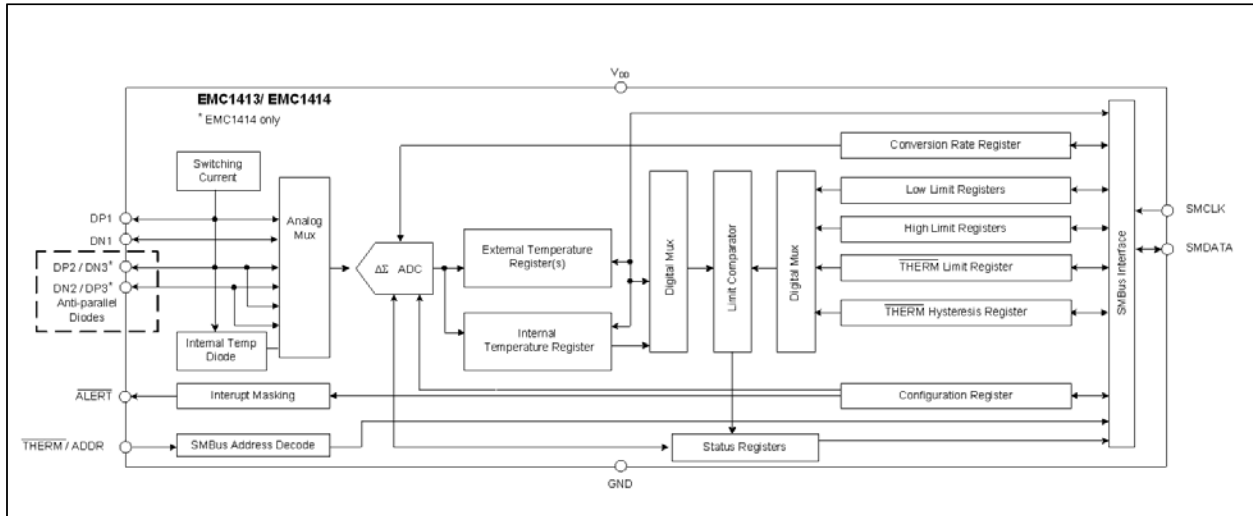 V_DD
EMC1413/ EMC1414
* EMC1414 only
Switching
Current
Analog
Mux
DP1
DN1
DP2 / DN3*
DN2 / DP3*
Anti-parallel
Diodes
Internal Temp
Diode
ΔΣ ADC
External Temperature
Register(s)
Internal
Temperature Register
Digital Mux
Limit Comparator
Digital Mux
Conversion Rate Register
Low Limit Registers
High Limit Registers
THERM Limit Register
THERM Hysteresis Register
SMBus Interface
SMCLK
SMDATA
ALERT
Interupt Masking
Configuration Register
THERM / ADDR
SMBus Address Decode
Status Registers
GND